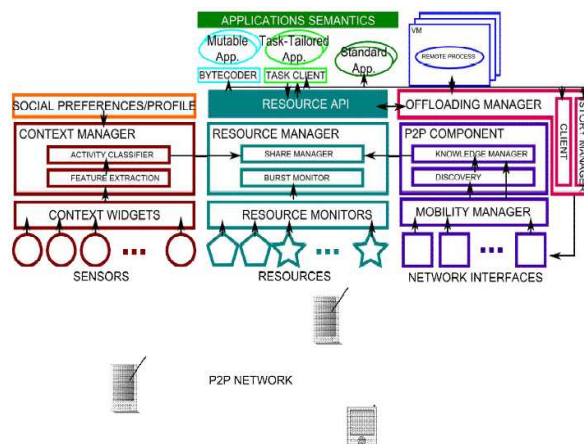 APPLICATIONS SEMANTICS
Mutable
App.
Task-Tailored
App.
Standard
App.
VM
REMOTE PROCESS
BYTECODER
TASK CLIENT
SOCIAL PREFERENCES/PROFILE
RESOURCE API
OFFLOADING MANAGER
CONTEXT MANAGER
ACTIVITY CLASSIFIER
FEATURE EXTRACTION
RESOURCE MANAGER
SHARE MANAGER
BURST MONITOR
P2P COMPONENT
KNOWLEDGE MANAGER
DISCOVERY
CLIENT
STORY MANAGER
CONTEXT WIDGETS
RESOURCE MONITORS
MOBILITY MANAGER
SENSORS
RESOURCES
NETWORK INTERFACES
P2P NETWORK